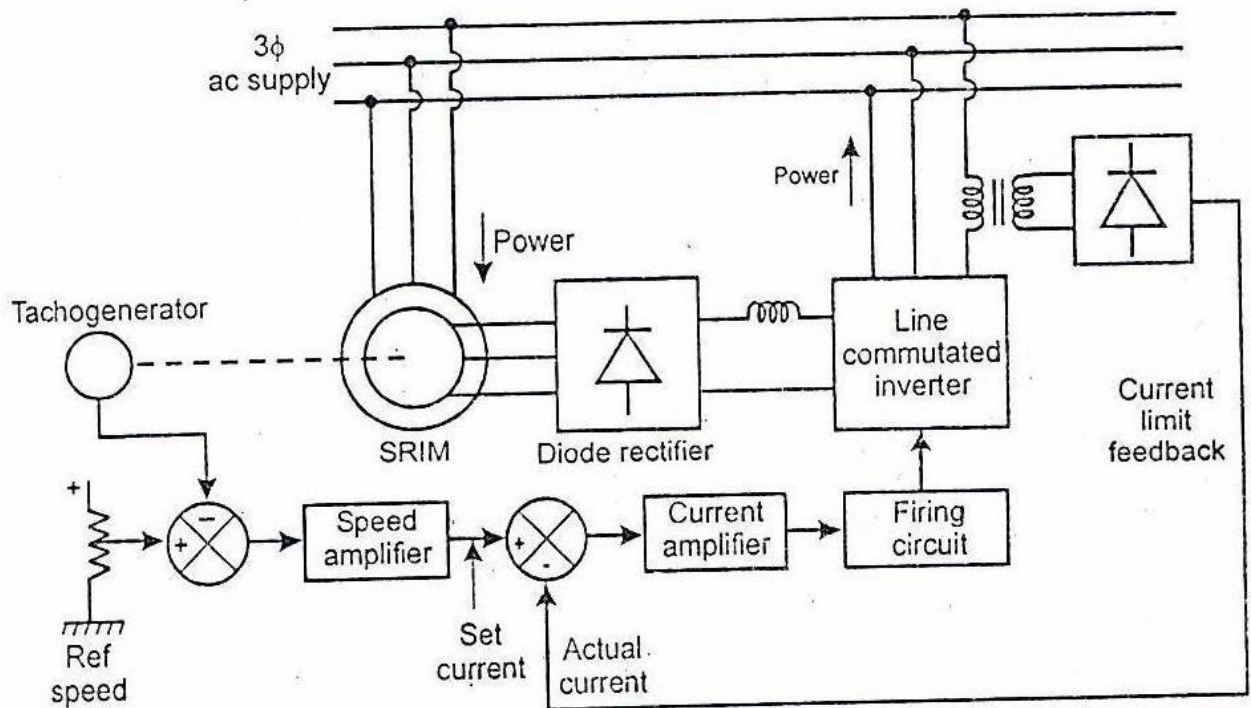 3ϕ
ac supply
Power
Power
Tachogenerator
Line
commutated
inverter
SRIM
Diode rectifier
Current
limit
feedback
+
−
+
Speed
amplifier
+
-
Current
amplifier
Firing
circuit
Set
current
Actual
current
Ref
speed